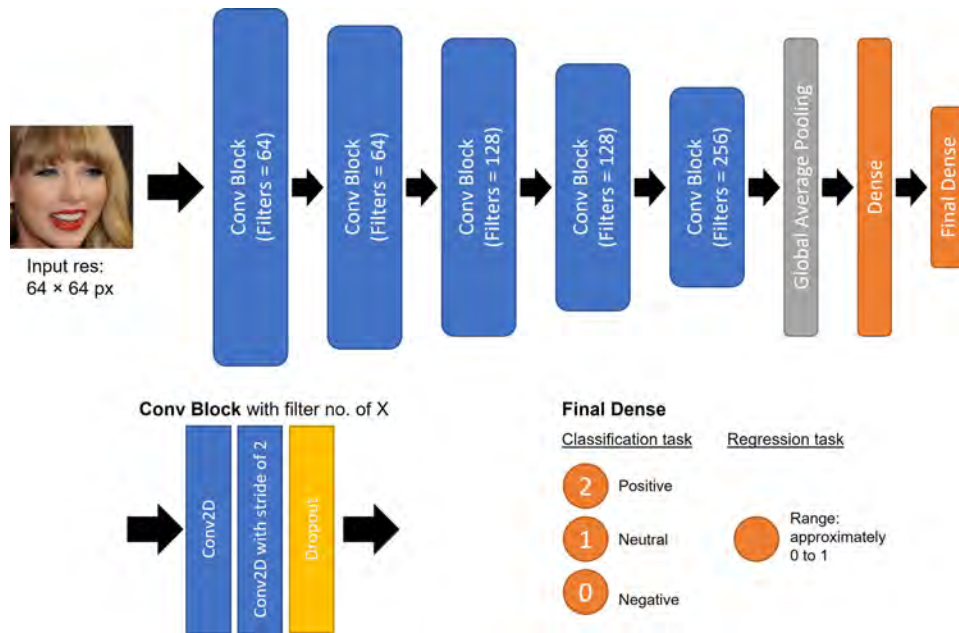 Input res:
64 × 64 px
Conv Block
(Filters = 64)
Conv Block
(Filters = 64)
Conv Block
(Filters = 128)
Conv Block
(Filters = 128)
Conv Block
(Filters = 256)
Global Average Pooling
Dense
Final Dense
Conv Block with filter no. of X
Conv2D
Conv2D with stride of 2
Dropout
Final Dense
Classification task
Regression task
2
Positive
1
Neutral
0
Negative
Range:
approximately
0 to 1